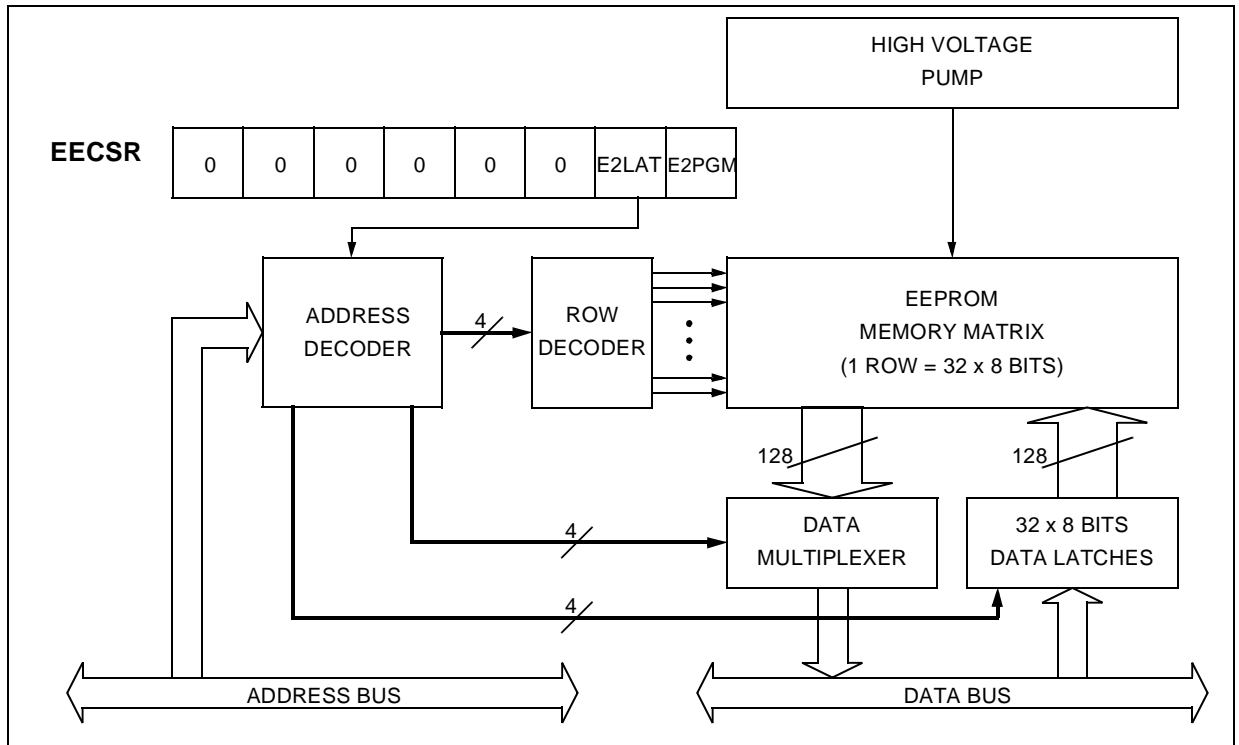 HIGH VOLTAGE
PUMP
EECSR
0 0 0 0 0 0 E2LAT E2PGM
ADDRESS
DECODER
4
ROW
DECODER
EEPROM
MEMORY MATRIX
(1 ROW = 32 x 8 BITS)
128
128
4
DATA
MULTIPLEXER
32 x 8 BITS
DATA LATCHES
4
ADDRESS BUS
DATA BUS